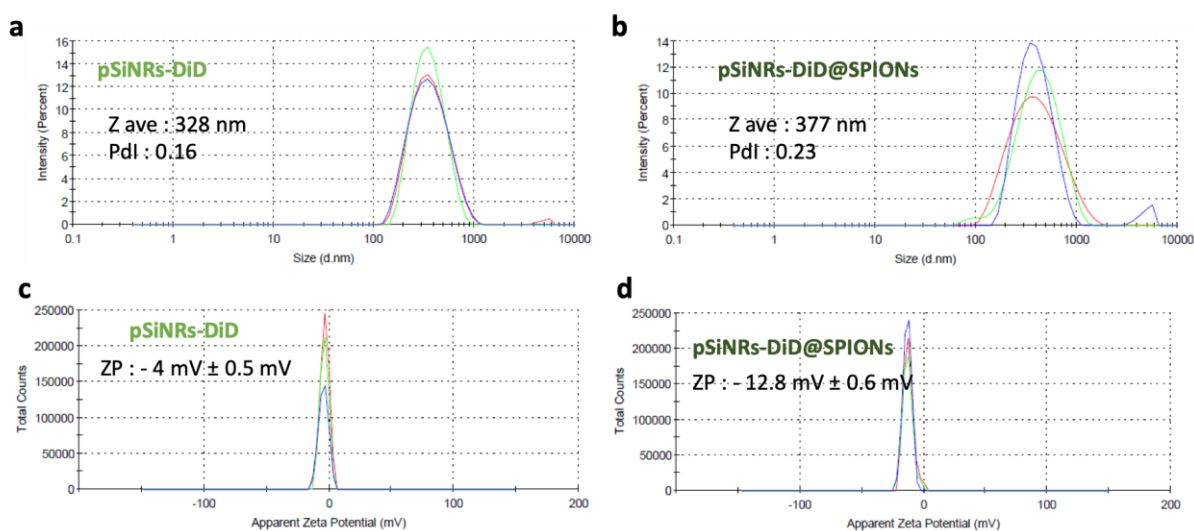 a
pSiNRs-DiD
Z ave : 328 nm
PdI : 0.16
Intensity (Percent)
16
14
12
10
8
6
4
2
0
0.1 1 10 100 1000 10000
Size (d.nm)
b
pSiNRs-DiD@SPIONs
Z ave : 377 nm
PdI : 0.23
Intensity (Percent)
14
12
10
8
6
4
2
0
0.1 1 10 100 1000 10000
Size (d.nm)
c
pSiNRs-DiD
ZP : - 4 mV ± 0.5 mV
Total Counts
250000
200000
150000
100000
50000
0
-100 0 100 200
Apparent Zeta Potential (mV)
d
pSiNRs-DiD@SPIONs
ZP : - 12.8 mV ± 0.6 mV
Total Counts
250000
200000
150000
100000
50000
0
-100 0 100 200
Apparent Zeta Potential (mV)